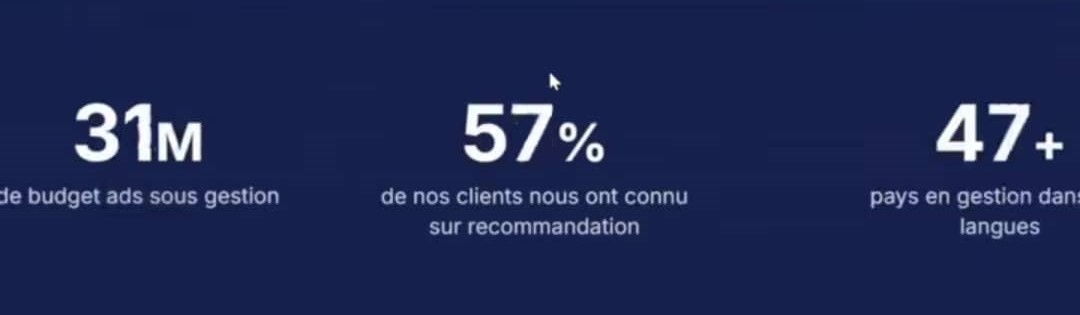 31M
de budget ads sous gestion
57%
de nos clients nous ont connu
sur recommandation
47+
pays en gestion dans
langues